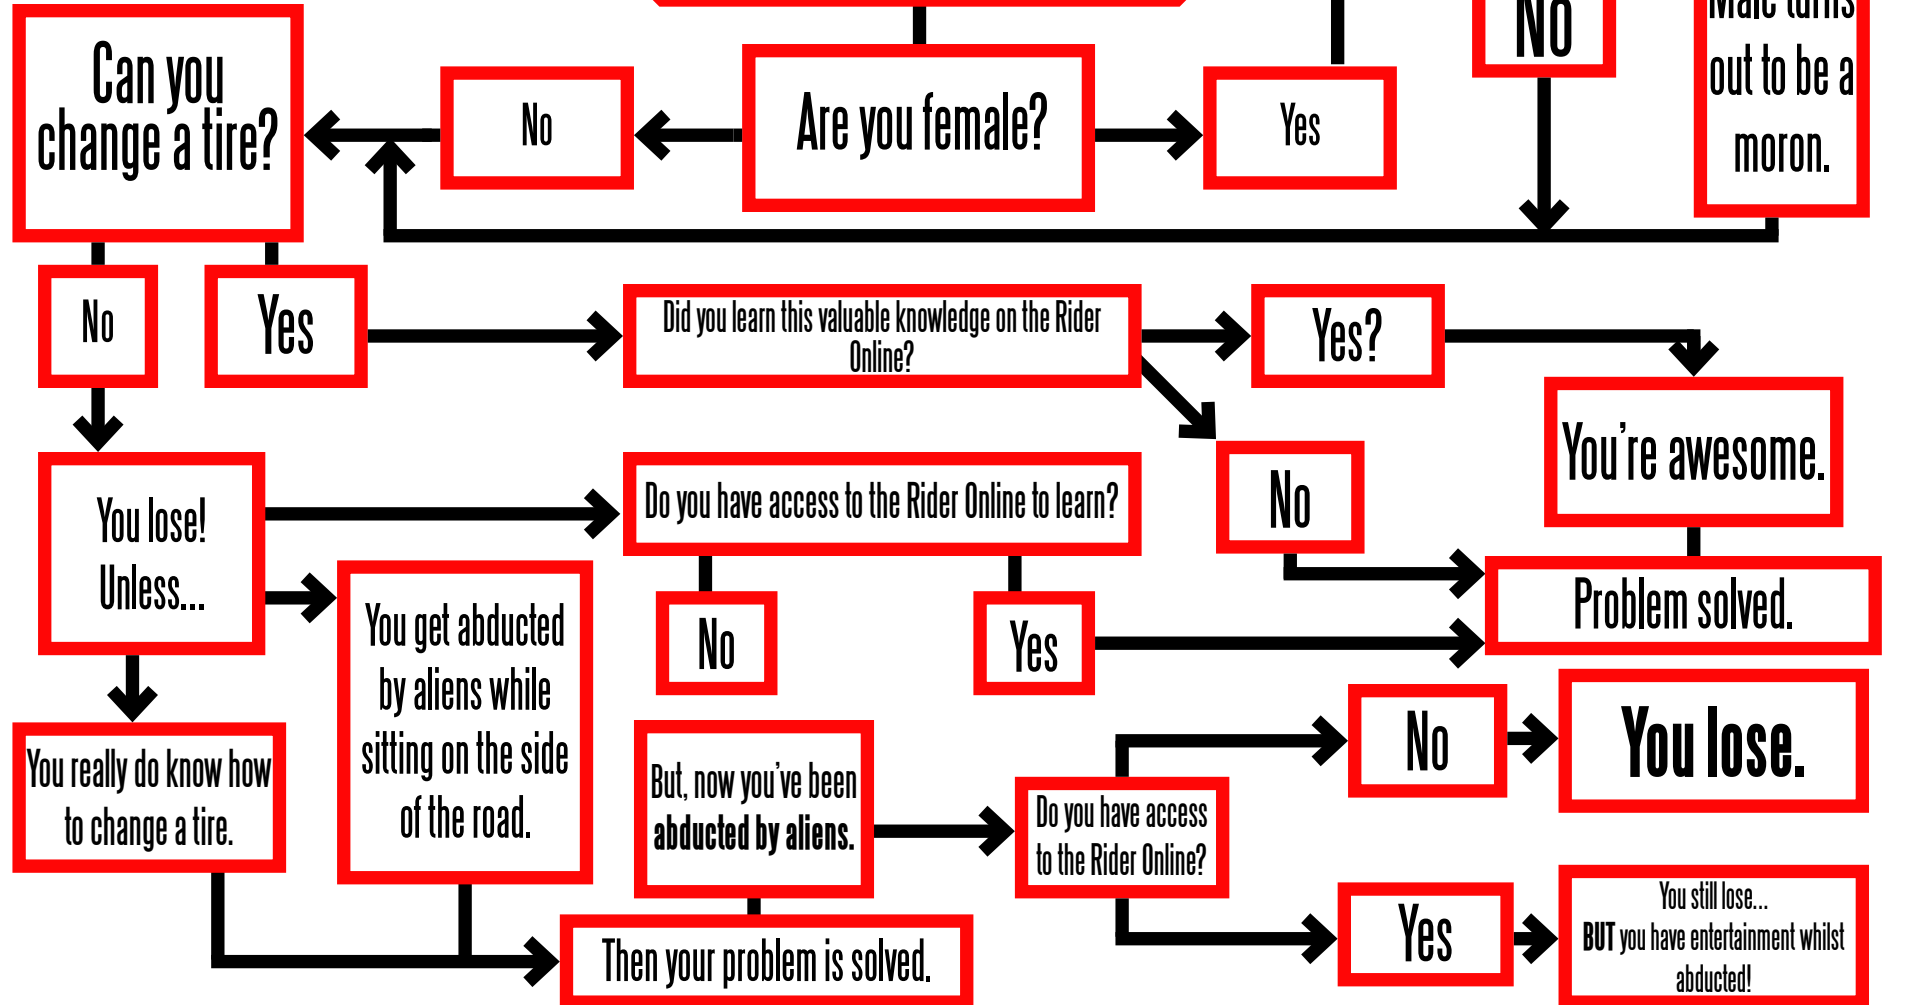 No
Male turns
out to be a
moron.
Can you
change a tire?
No
Are you female?
Yes
No
Yes
Did you learn this valuable knowledge on the Rider
Online?
Yes?
You're awesome.
No
You lose!
Unless...
Do you have access to the Rider Online to learn?
No
Yes
Problem solved.
You get abducted
by aliens while
sitting on the side
of the road.
You really do know how
to change a tire.
But, now you've been
abducted by aliens.
Do you have access
to the Rider Online?
No
You lose.
Yes
You still lose...
BUT you have entertainment whilst
abducted!
Then your problem is solved.